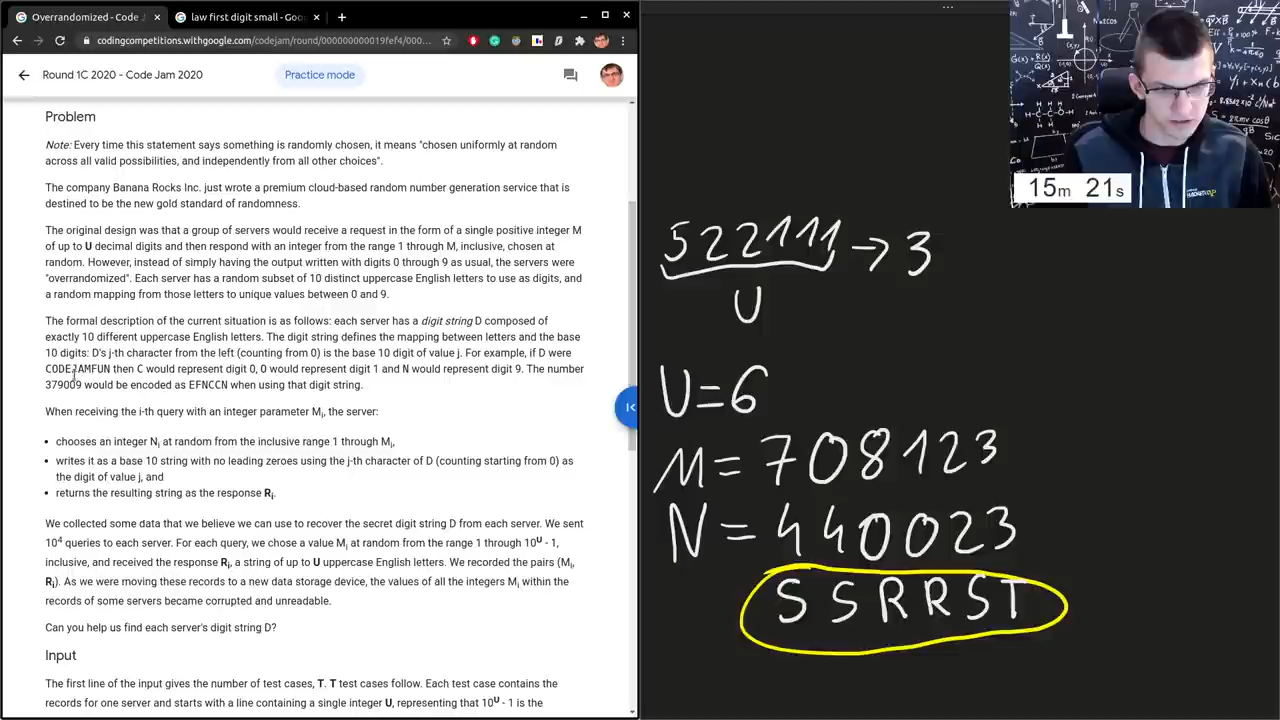 Overrandomized - Code J
law first digit small - Goo
codingcompetitions.withgoogle.com/codejam/round/000000000019fef4/000...
Round 1C 2020 - Code Jam 2020
Practice mode
Problem
Note: Every time this statement says something is randomly chosen, it means "chosen uniformly at random
across all valid possibilities, and independently from all other choices".
The company Banana Rocks Inc. just wrote a premium cloud-based random number generation service that is
destined to be the new gold standard of randomness.
The original design was that a group of servers would receive a request in the form of a single positive integer M
of up to U decimal digits and then respond with an integer from the range 1 through M, inclusive, chosen at
random. However, instead of simply having the output written with digits 0 through 9 as usual, the servers were
"overrandomized". Each server has a random subset of 10 distinct uppercase English letters to use as digits, and
a random mapping from those letters to unique values between 0 and 9.
The formal description of the current situation is as follows: each server has a digit string D composed of
exactly 10 different uppercase English letters. The digit string defines the mapping between letters and the base
10 digits: D's j-th character from the left (counting from 0) is the base 10 digit of value j. For example, if D were
CODEJAMFUN then C would represent digit 0, O would represent digit 1 and N would represent digit 9. The number
379009 would be encoded as EFNCCN when using that digit string.
When receiving the i-th query with an integer parameter Mi, the server:
• chooses an integer Ni at random from the inclusive range 1 through Mi,
• writes it as a base 10 string with no leading zeroes using the j-th character of D (counting starting from 0) as
the digit of value j, and
• returns the resulting string as the response Ri.
We collected some data that we believe we can use to recover the secret digit string D from each server. We sent
10⁴ queries to each server. For each query, we chose a value Mi at random from the range 1 through 10ᵁ - 1,
inclusive, and received the response Ri, a string of up to U uppercase English letters. We recorded the pairs (Mi,
Ri). As we were moving these records to a new data storage device, the values of all the integers Mi within the
records of some servers became corrupted and unreadable.
Can you help us find each server's digit string D?
Input
The first line of the input gives the number of test cases, T. T test cases follow. Each test case contains the
records for one server and starts with a line containing a single integer U, representing that 10ᵁ - 1 is the
15m 21s
522111 → 3
U
U=6
M=708123
N=440023
SSRRST